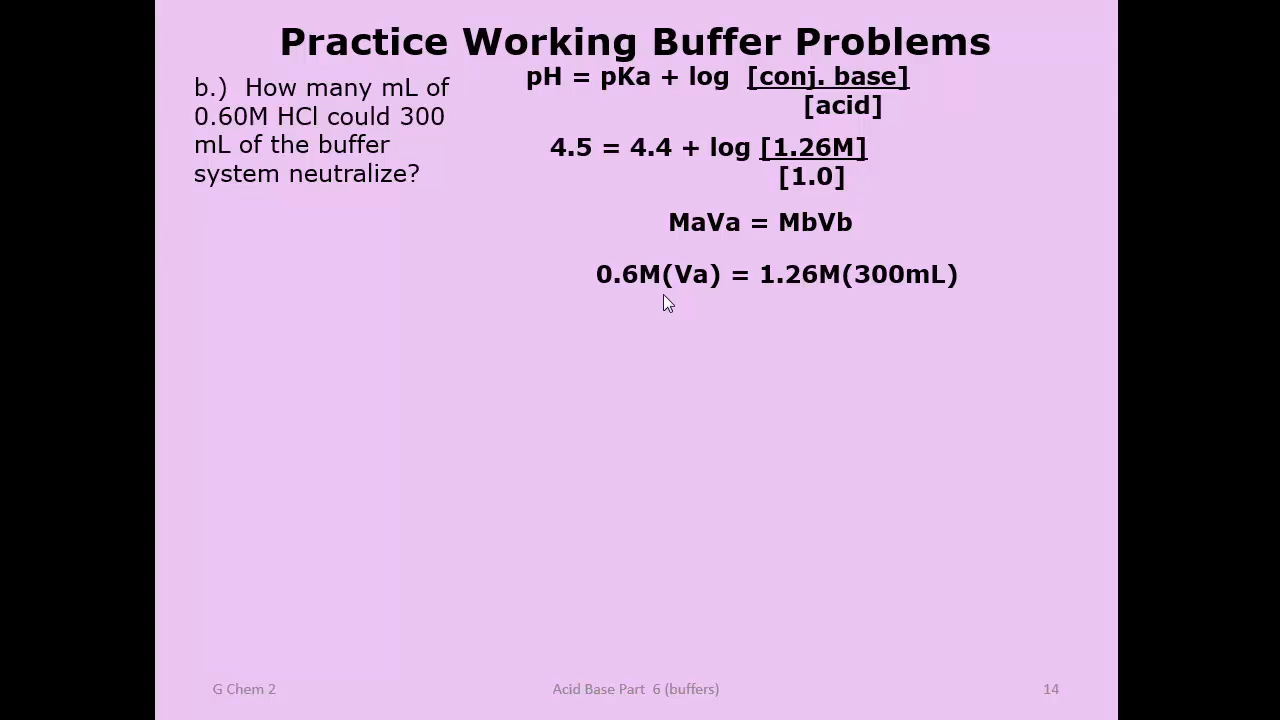 Practice Working Buffer Problems
b.)  How many mL of
0.60M HCl could 300
mL of the buffer
system neutralize?
pH = pKa + log  [conj. base]
[acid]
4.5 = 4.4 + log [1.26M]
[1.0]
MaVa = MbVb
0.6M(Va) = 1.26M(300mL)
G Chem 2
Acid Base Part  6 (buffers)
14